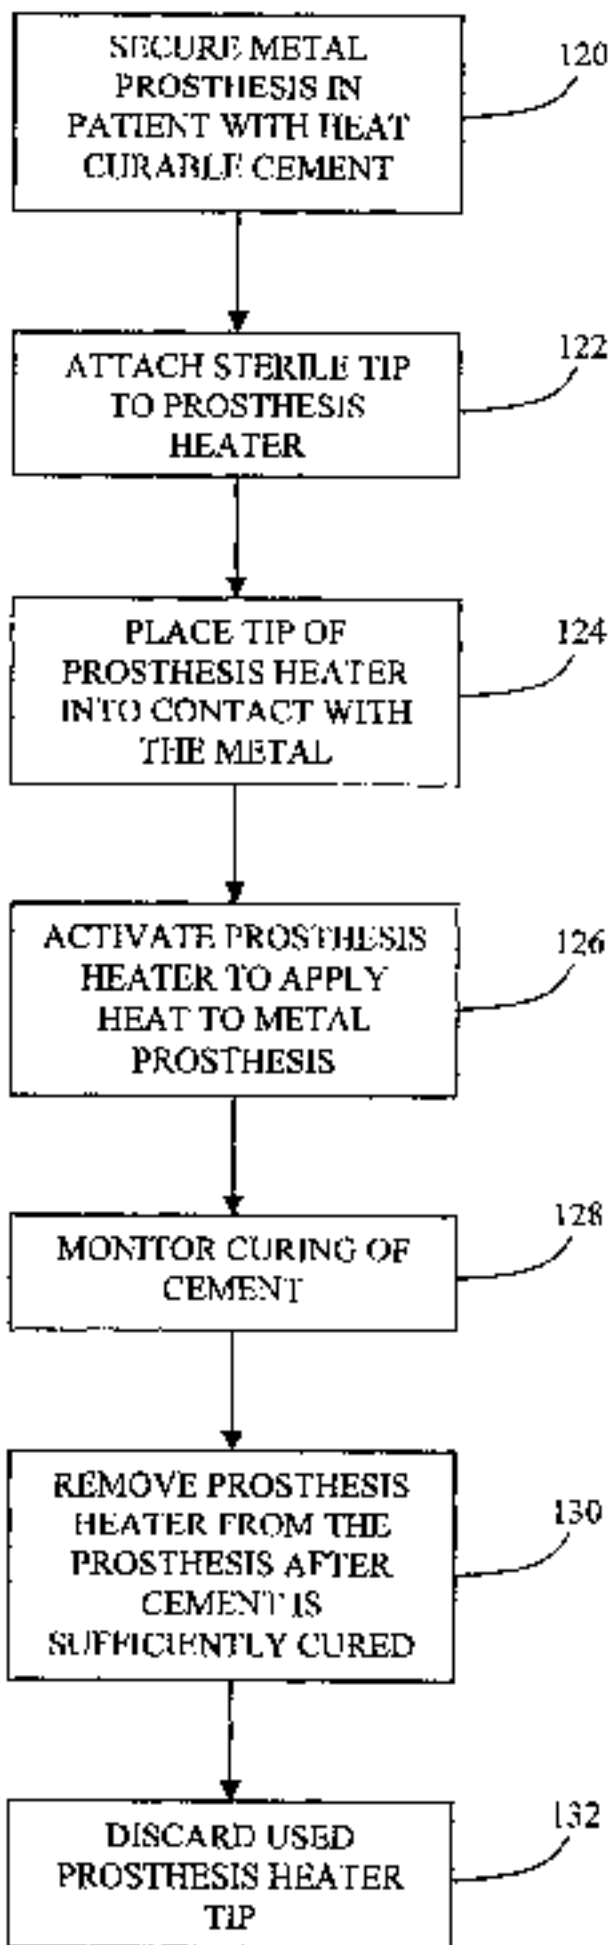 SECURE METAL
PROSTHESIS IN
PATIENT WITH HEAT
CURABLE CEMENT
120
ATTACH STERILE TIP
TO PROSTHESIS
HEATER
122
PLACE TIP OF
PROSTHESIS HEATER
INTO CONTACT WITH
THE METAL
124
ACTIVATE PROSTHESIS
HEATER TO APPLY
HEAT TO METAL
PROSTHESIS
126
MONITOR CURING OF
CEMENT
128
REMOVE PROSTHESIS
HEATER FROM THE
PROSTHESIS AFTER
CEMENT IS
SUFFICIENTLY CURED
130
DISCARD USED
PROSTHESIS HEATER
TIP
132